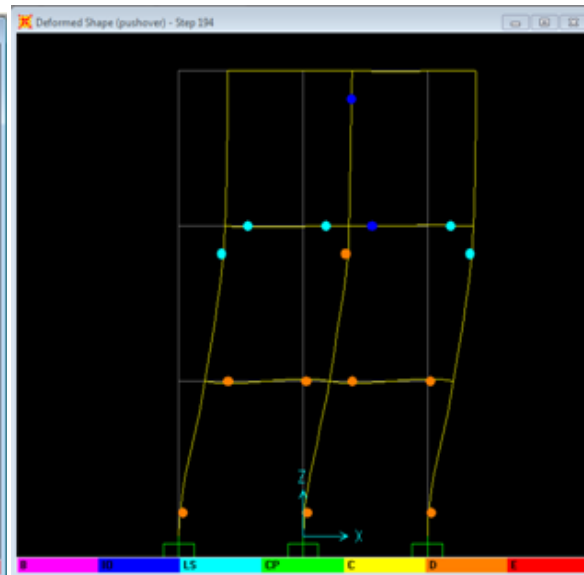 Deformed Shape (pushover) - Step 194
Z
X
B IO LS CP C D E